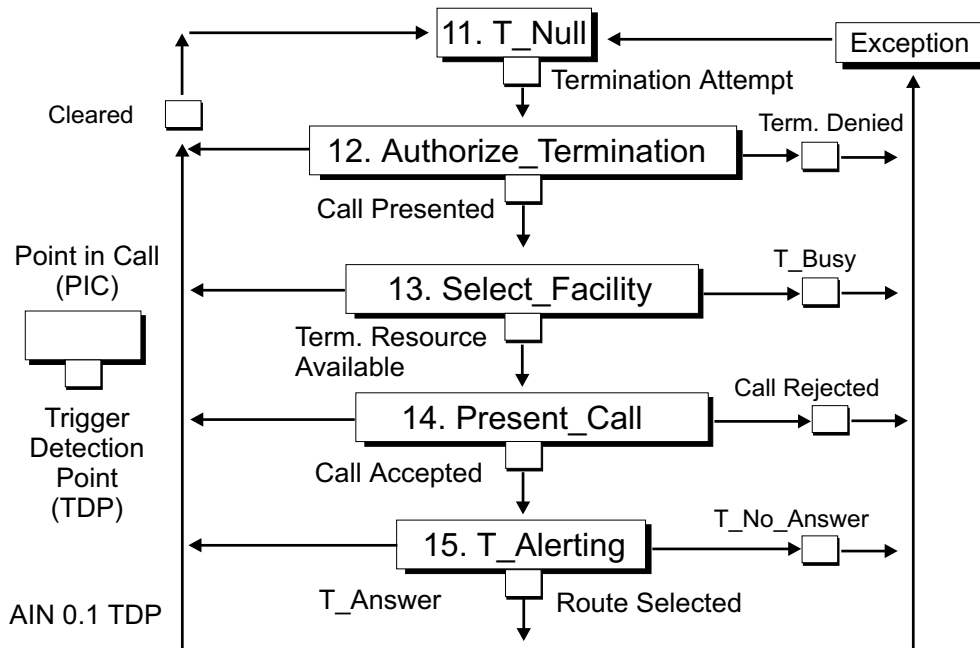 11. T_Null
Exception
Termination Attempt
Cleared
Term. Denied
12. Authorize_Termination
Call Presented
Point in Call
(PIC)
T_Busy
13. Select_Facility
Term. Resource
Available
Call Rejected
14. Present_Call
Trigger
Detection
Point
(TDP)
Call Accepted
T_No_Answer
15. T_Alerting
T_Answer
Route Selected
AIN 0.1 TDP